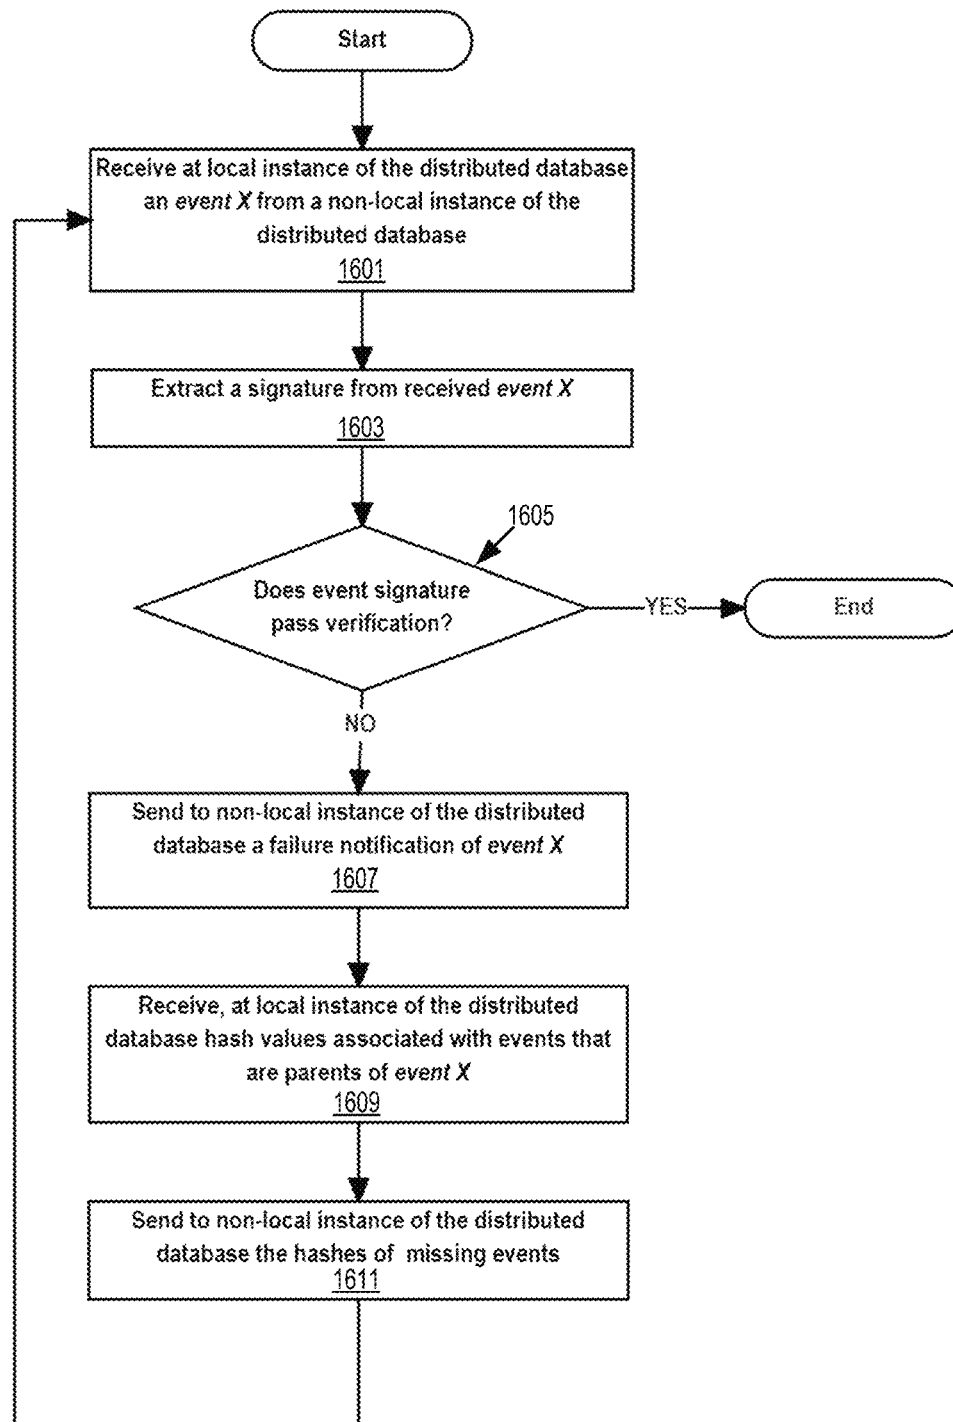 Start
Receive at local instance of the distributed database
an event X from a non-local instance of the
distributed database
1601
Extract a signature from received event X
1603
1605
Does event signature
pass verification?
YES
End
NO
Send to non-local instance of the distributed
database a failure notification of event X
1607
Receive, at local instance of the distributed
database hash values associated with events that
are parents of event X
1609
Send to non-local instance of the distributed
database the hashes of missing events
1611